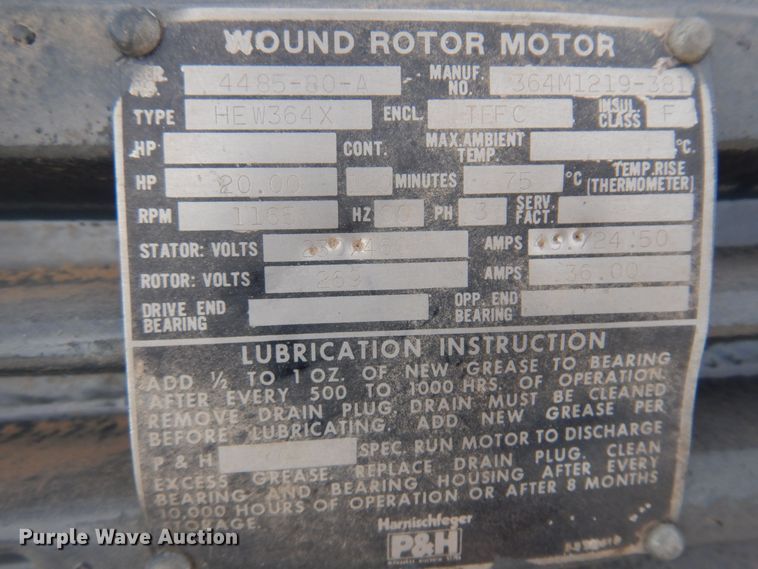 WOUND ROTOR MOTOR
NO. 4485-80-A MANUF. NO. 364M1219-381
TYPE HEW364X ENCL. TEFC INSUL CLASS F
HP CONT. MAX.AMBIENT TEMP. °C.
HP 20.00 MINUTES 75 °C TEMP. RISE (THERMOMETER)
RPM HZ 60 PH 3 SERV. FACT.
STATOR: VOLTS AMPS
ROTOR: VOLTS AMPS 36.00
DRIVE END BEARING OPP. END BEARING
LUBRICATION INSTRUCTION
ADD ½ TO 1 OZ. OF NEW GREASE TO BEARING
AFTER EVERY 500 TO 1000 HRS. OF OPERATION.
REMOVE DRAIN PLUG. DRAIN MUST BE CLEANED
BEFORE LUBRICATING. ADD NEW GREASE PER
P & H SPEC. RUN MOTOR TO DISCHARGE
EXCESS GREASE. REPLACE DRAIN PLUG. CLEAN
BEARING AND BEARING HOUSING AFTER EVERY
10,000 HOURS OF OPERATION OR AFTER 8 MONTHS
STORAGE.
Harnischfeger
P&H
Purple Wave Auction